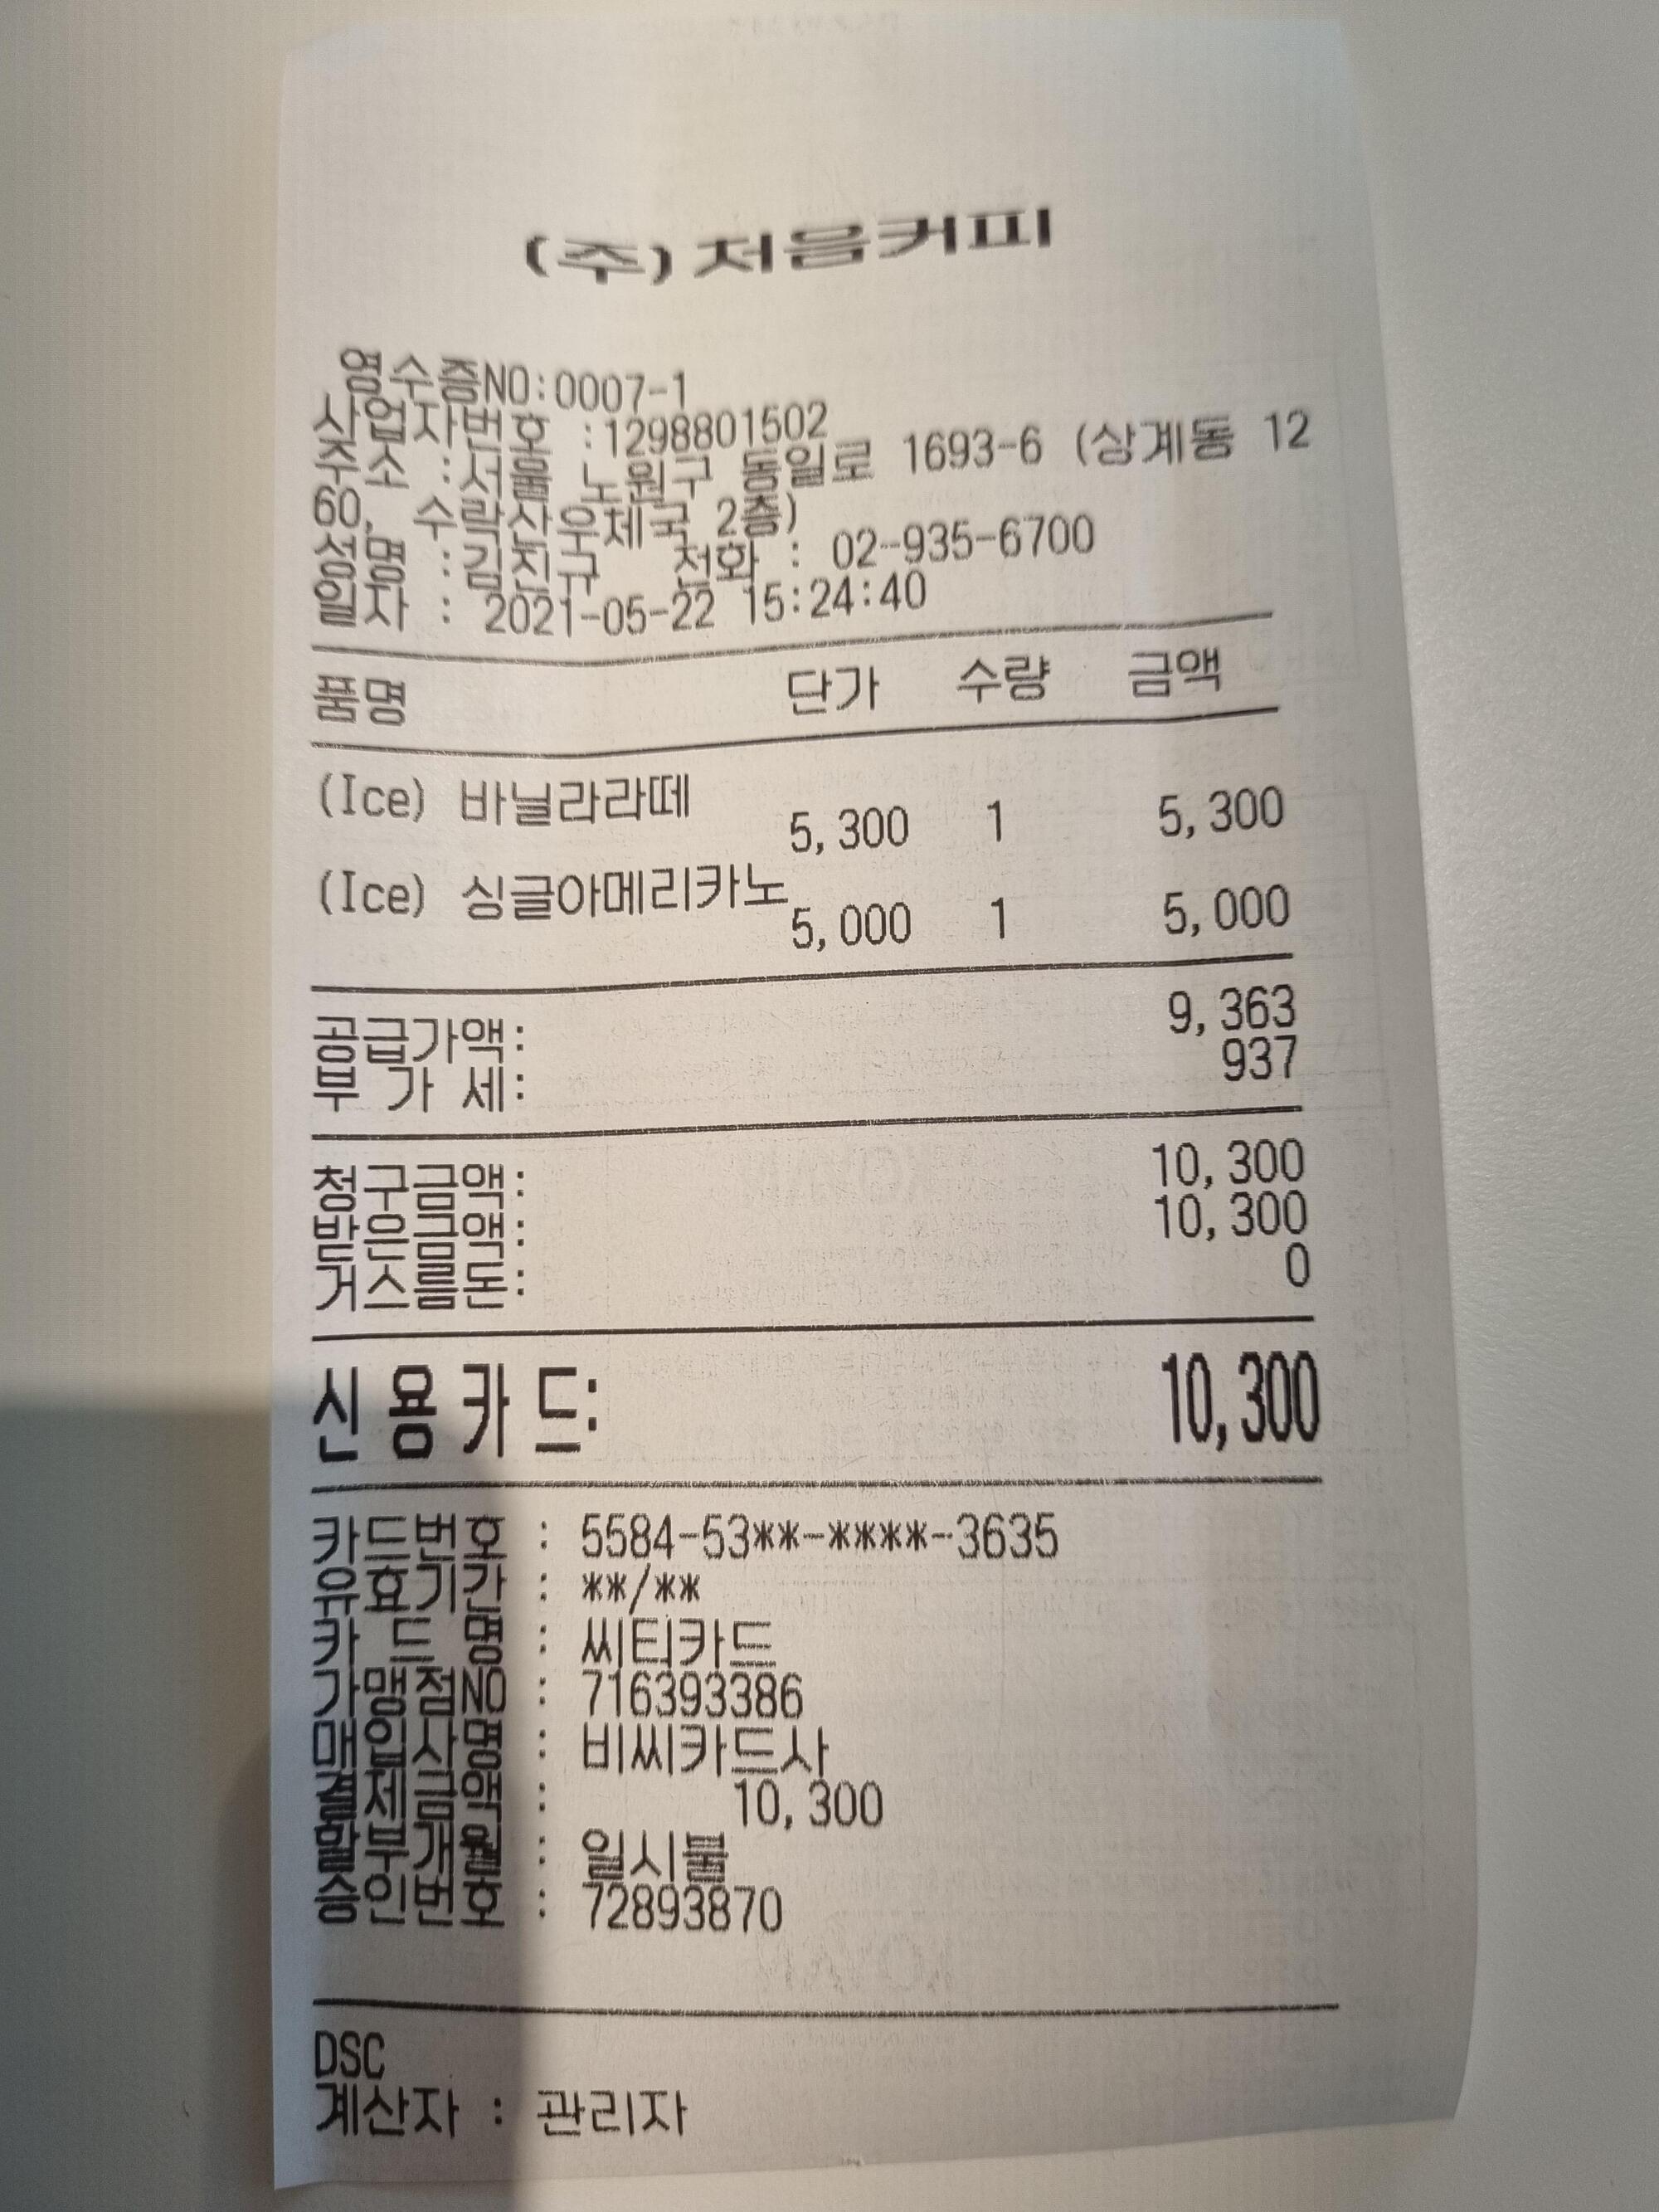 (주)저믈커피
영수증NO:0007-1
사업자번호 :1298801502
주소 :서울 노원구 동일로 1693-6 (상계동 12
60, 수락산우체국 2층)
성명 :김진규 전화 : 02-935-6700
일자 : 2021-05-22 15:24:40
품명 단가 수량 금액
(Ice) 바닐라라떼
5,300 1 5,300
(Ice) 싱글아메리카노
5,000 1 5,000
공급가액: 9,363
부 가 세: 937
청구금액: 10,300
받은금액: 10,300
거스름돈: 0
신용카드: 10,300
카드번호 : 5584-53**-****-3635
유효기간 : **/**
카 드 명 : 씨티카드
가맹점NO : 716393386
매입사명 : 비씨카드사
결제금액 : 10,300
할부개월 : 일시불
승인번호 : 72893870
DSC
계산자 : 관리자